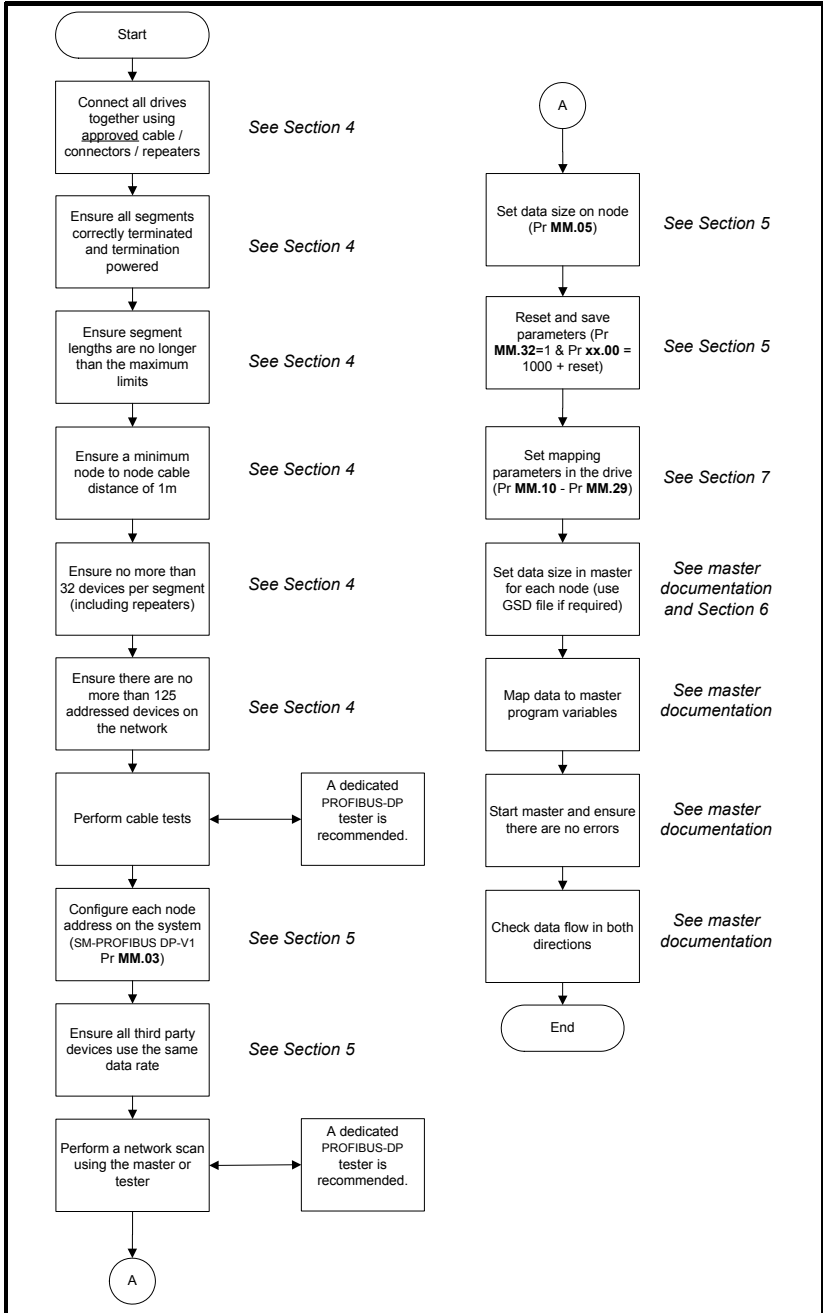 Start
Connect all drives
together using
approved cable /
connectors / repeaters
See Section 4
Ensure all segments
correctly terminated
and termination
powered
See Section 4
Ensure segment
lengths are no longer
than the maximum
limits
See Section 4
Ensure a minimum
node to node cable
distance of 1m
See Section 4
Ensure no more than
32 devices per segment
(including repeaters)
See Section 4
Ensure there are no
more than 125
addressed devices on
the network
See Section 4
Perform cable tests
A dedicated
PROFIBUS-DP
tester is
recommended.
Configure each node
address on the system
(SM-PROFIBUS DP-V1
Pr MM.03)
See Section 5
Ensure all third party
devices use the same
data rate
See Section 5
Perform a network scan
using the master or
tester
A dedicated
PROFIBUS-DP
tester is
recommended.
A
A
Set data size on node
(Pr MM.05)
See Section 5
Reset and save
parameters (Pr
MM.32=1 & Pr xx.00 =
1000 + reset)
See Section 5
Set mapping
parameters in the drive
(Pr MM.10 - Pr MM.29)
See Section 7
Set data size in master
for each node (use
GSD file if required)
See master
documentation
and Section 6
Map data to master
program variables
See master
documentation
Start master and ensure
there are no errors
See master
documentation
Check data flow in both
directions
See master
documentation
End